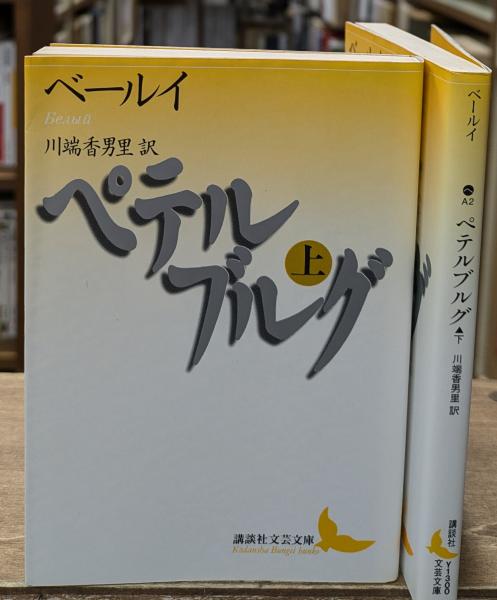 ベールイ
Белый
川端香男里 訳
ペテル
ブルグ
上
講談社文芸文庫
Kodansha Bungei bunko
ベールイ
へ
A2
ペテルブルグ▲下
川端香男里 訳
講談社
文芸文庫
¥1300